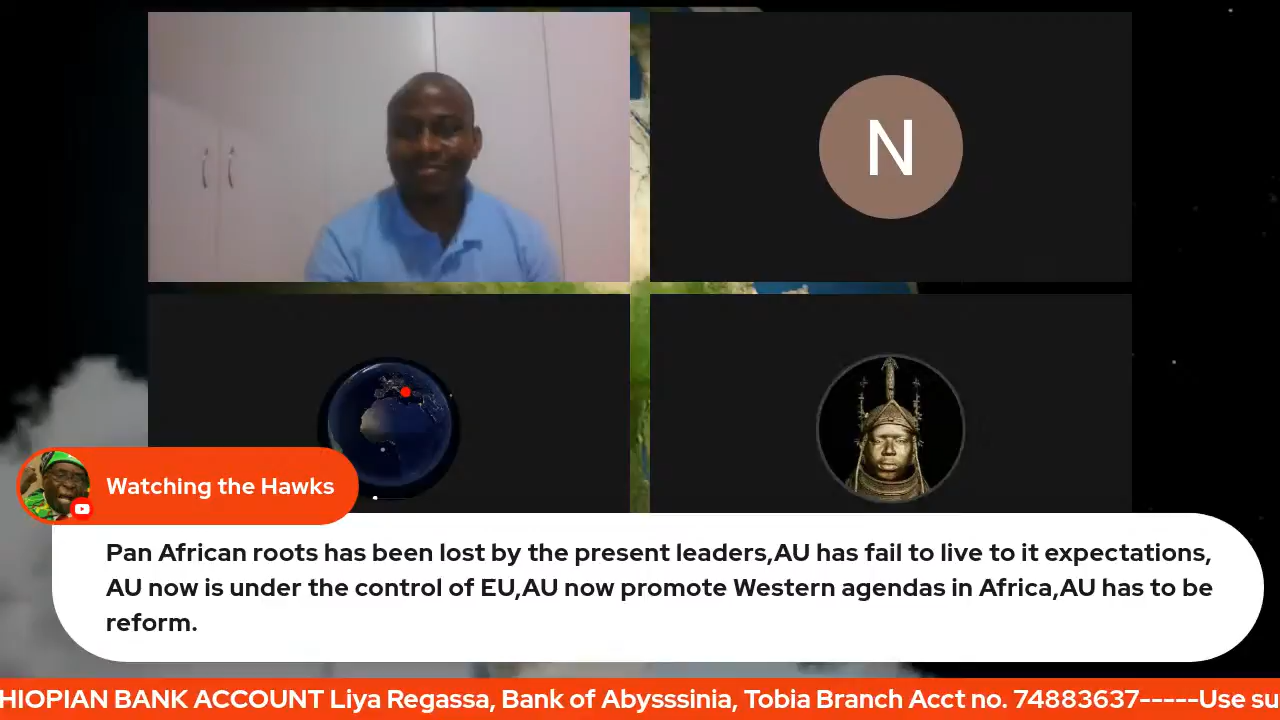 N
Watching the Hawks
Pan African roots has been lost by the present leaders,AU has fail to live to it expectations,
AU now is under the control of EU,AU now promote Western agendas in Africa,AU has to be
reform.
HIOPIAN BANK ACCOUNT Liya Regassa, Bank of Abysssinia, Tobia Branch Acct no. 74883637-----Use su